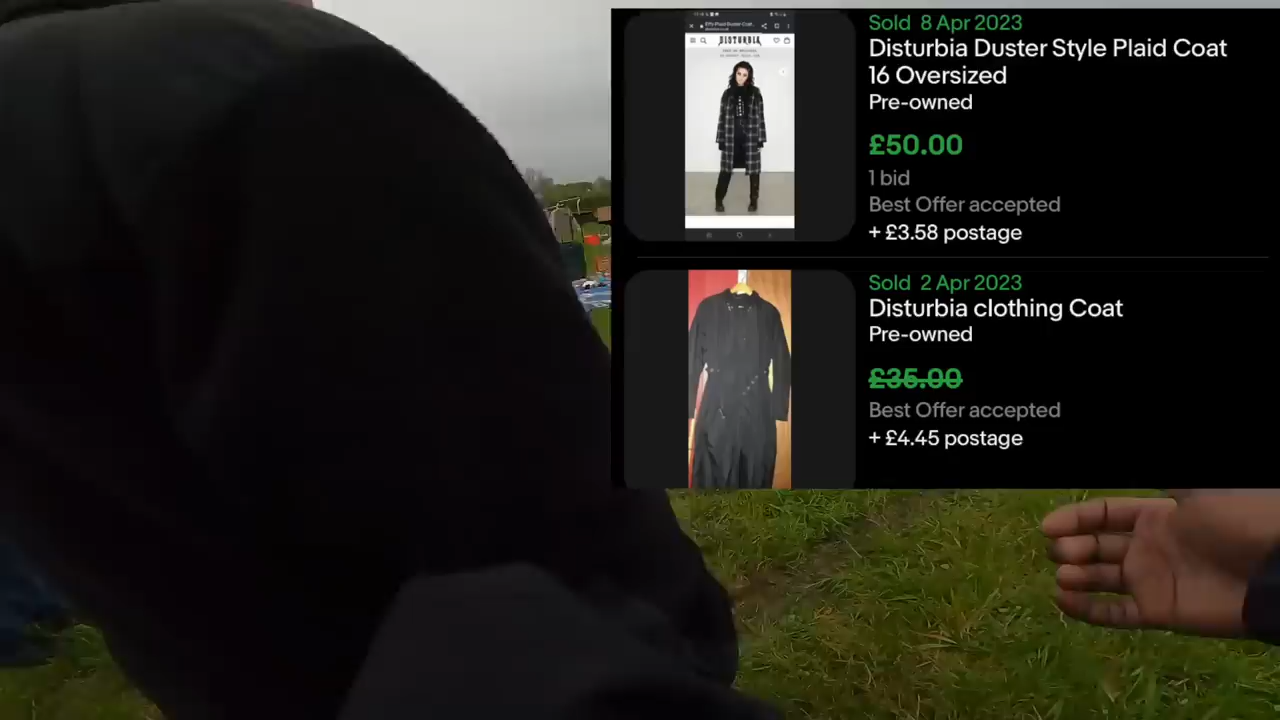 DISTURBIA
Sold 8 Apr 2023
Disturbia Duster Style Plaid Coat
16 Oversized
Pre-owned
£50.00
1 bid
Best Offer accepted
+ £3.58 postage
Sold 2 Apr 2023
Disturbia clothing Coat
Pre-owned
£35.00
Best Offer accepted
+ £4.45 postage